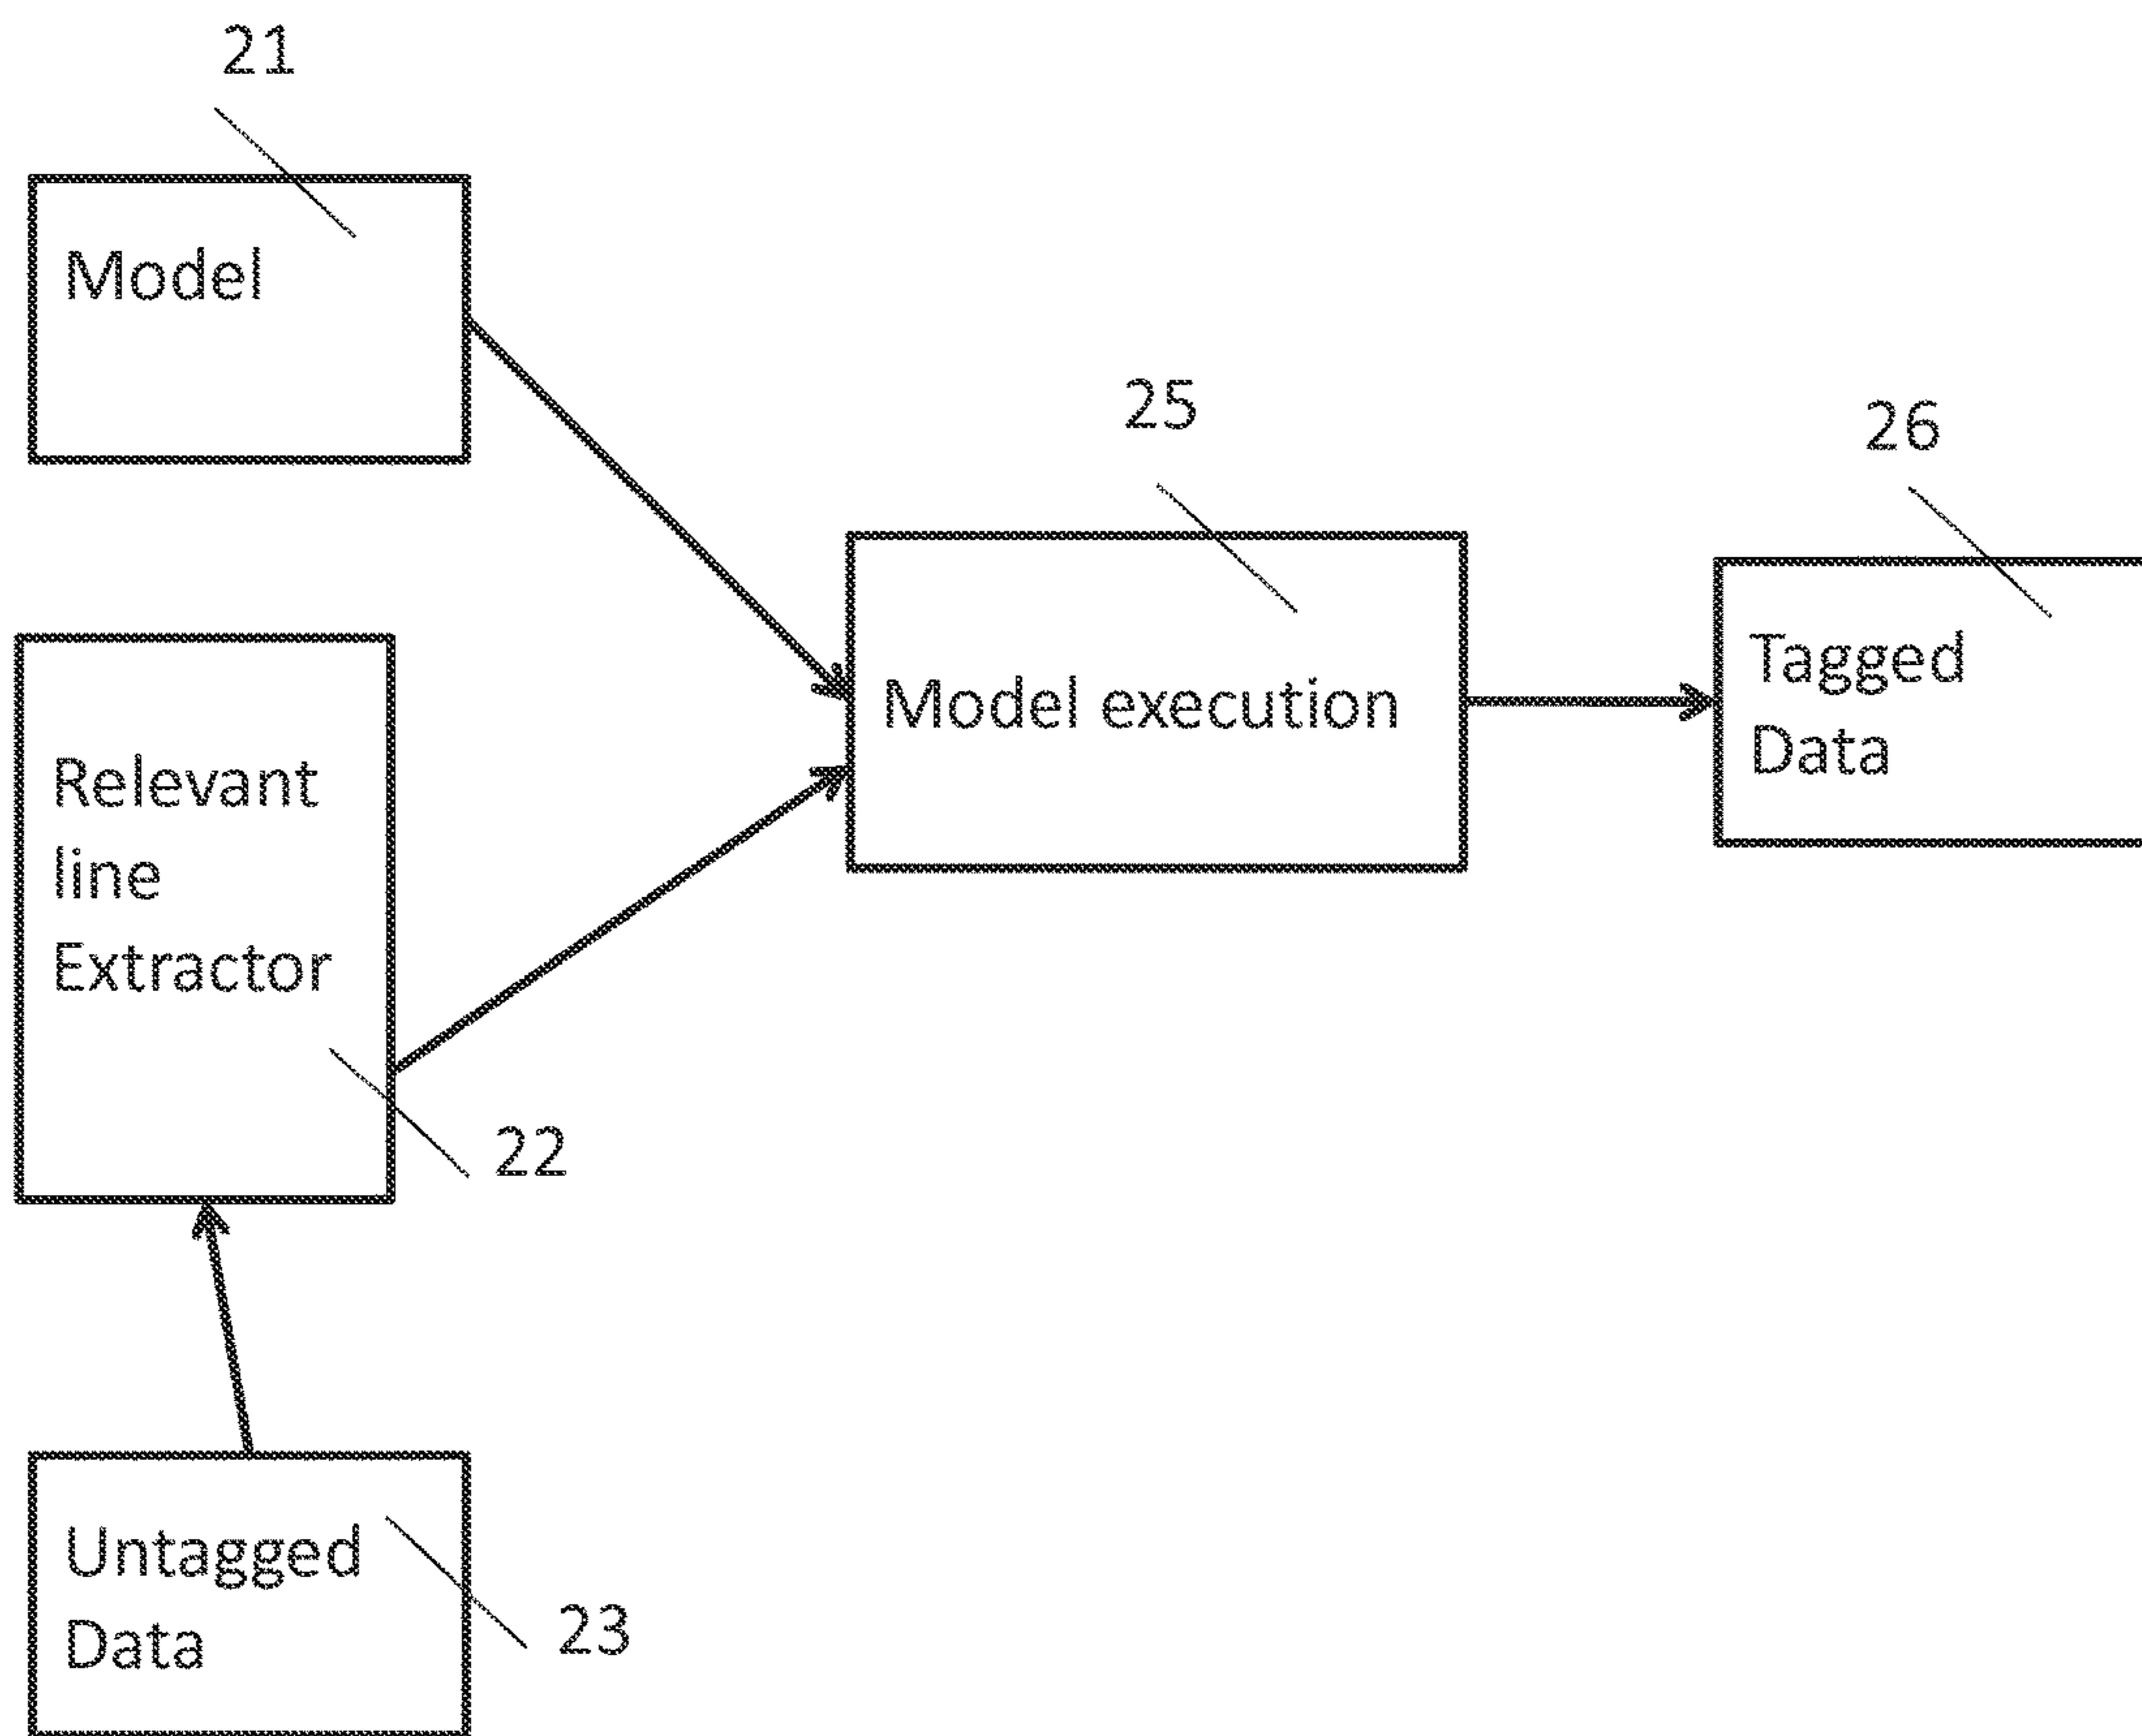 21
Model
25
26
Model execution
Tagged
Data
Relevant
line
Extractor
22
Untagged
Data
23